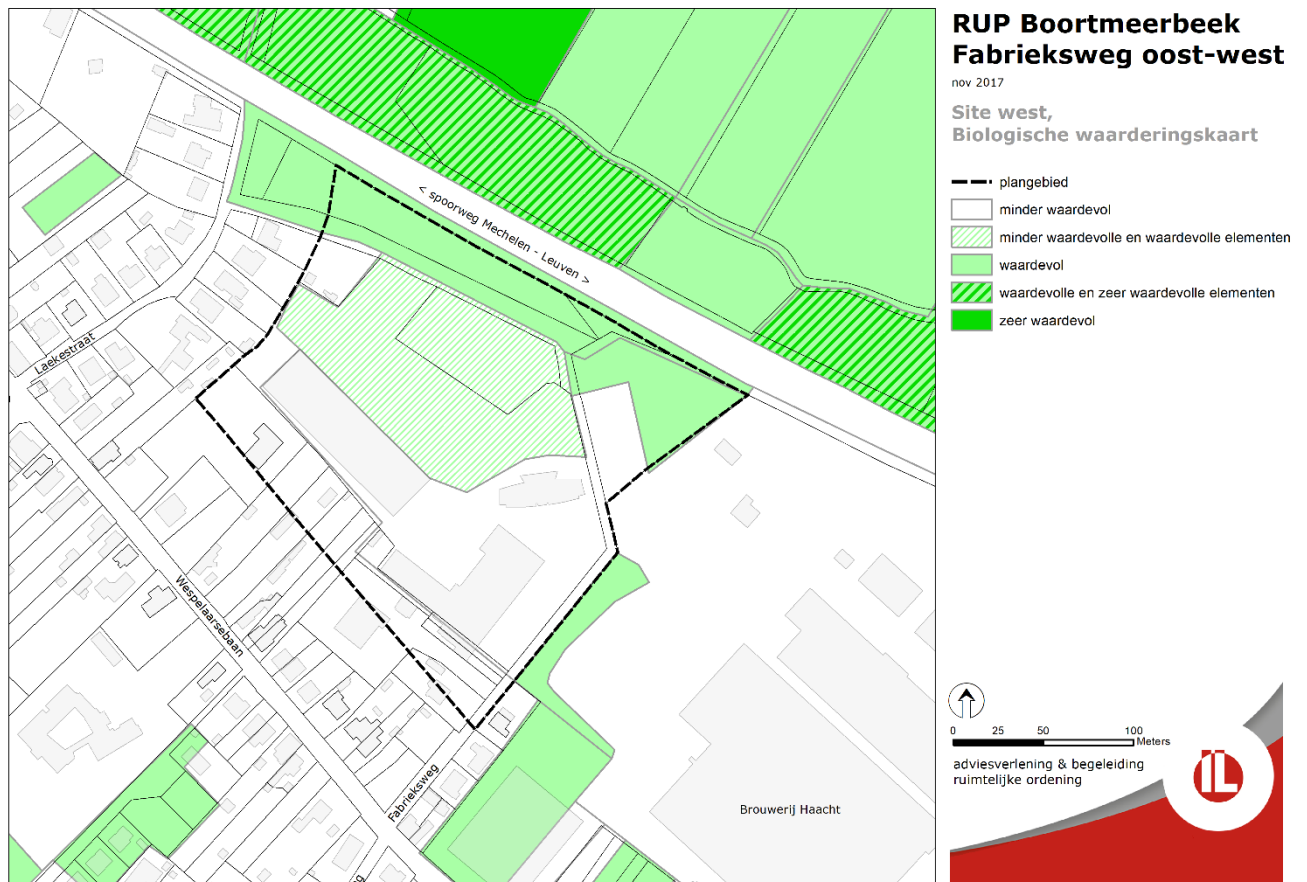 RUP Boortmeerbeek
Fabrieksweg oost-west
nov 2017
Site west,
Biologische waarderingskaart
plangebied
minder waardevol
minder waardevolle en waardevolle elementen
waardevol
waardevolle en zeer waardevolle elementen
zeer waardevol
< spoorweg Mechelen - Leuven >
Laekestraat
Wespelaarsebaan
Fabrieksweg
Brouwerij Haacht
0 25 50 100
Meters
adviesverlening & begeleiding
ruimtelijke ordening
IL